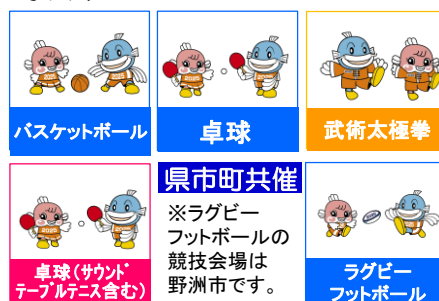 バスケットボール
卓球
武術太極拳
県市町共催
※ラグビー
フットボールの
競技会場は
野洲市です。
卓球(サウンド
テーブルテニス含む)
ラグビー
フットボール